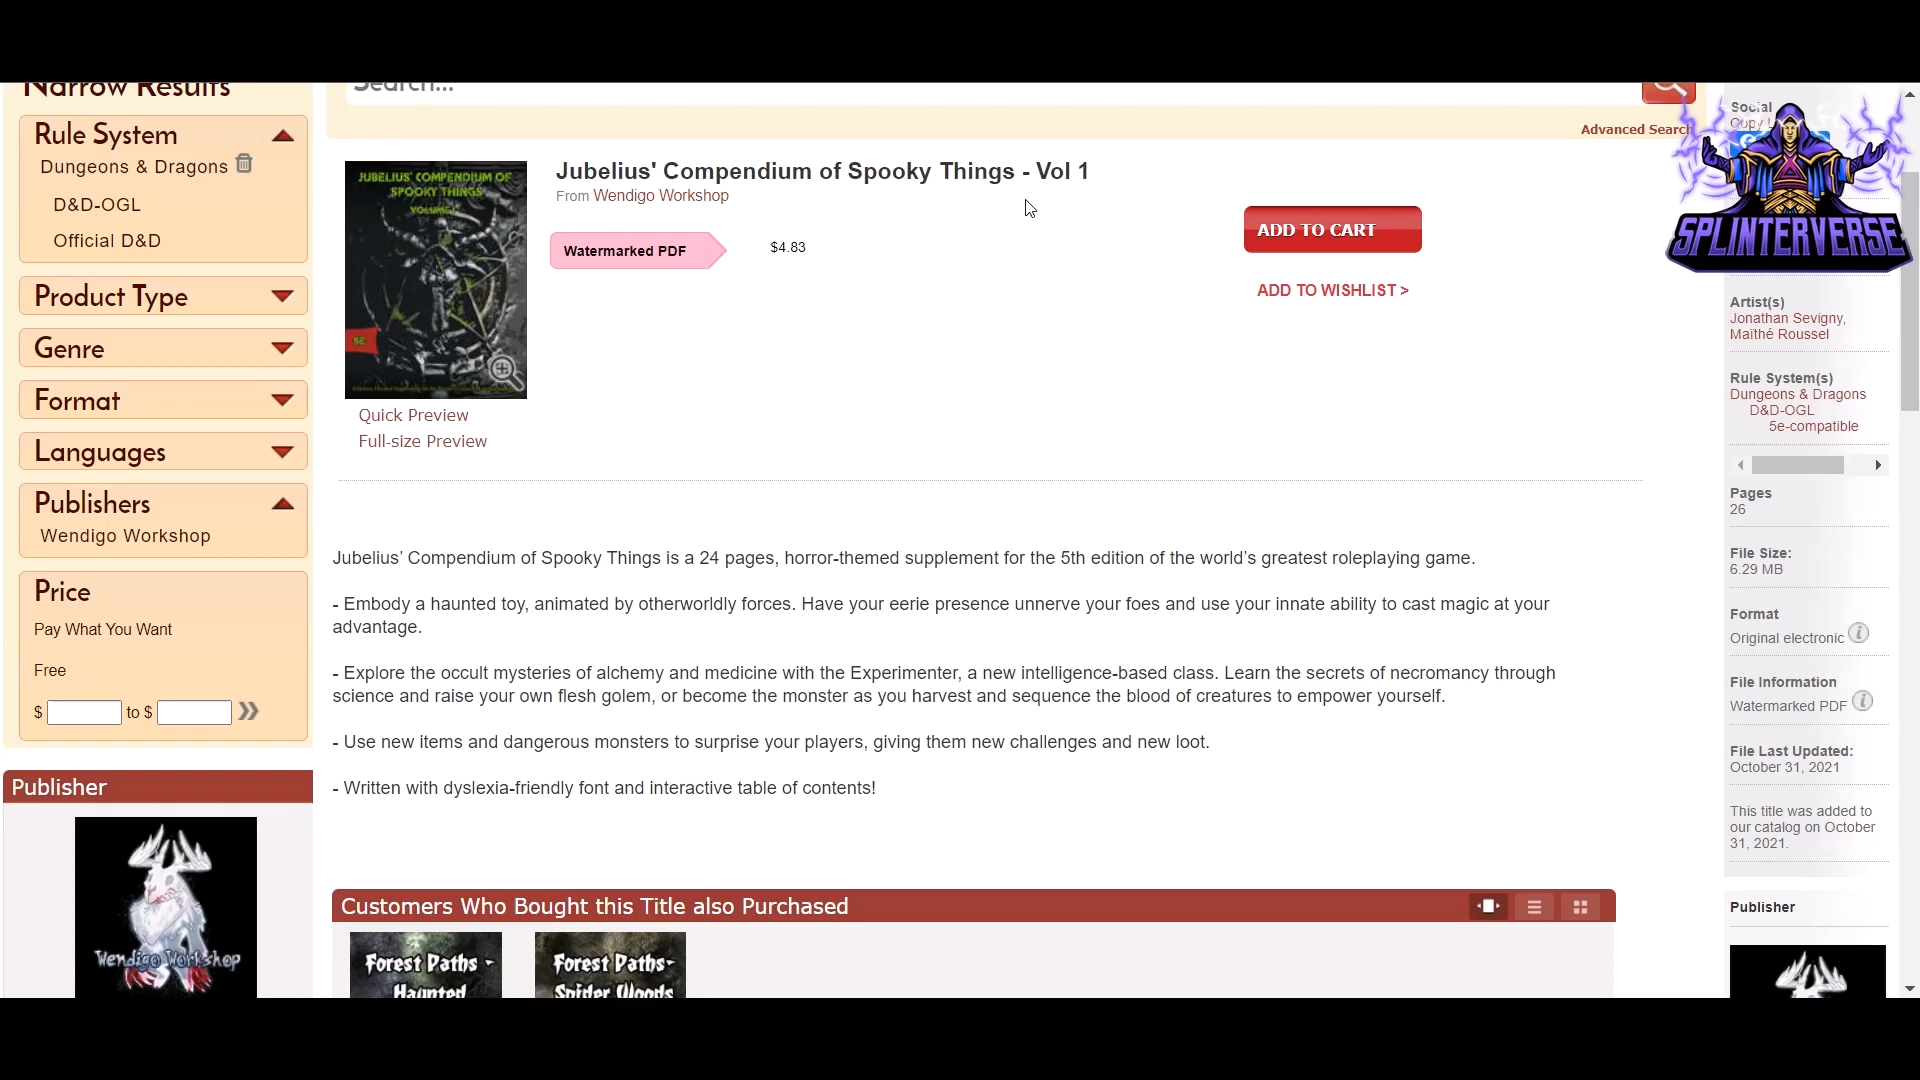 Narrow Results
Rule System
Dungeons & Dragons
D&D-OGL
Official D&D
Product Type
Genre
Format
Languages
Publishers
Wendigo Workshop
Price
Pay What You Want
Free
$ to $
Publisher
Wendigo Workshop
Search...
Advanced Search
JUBELIUS' COMPENDIUM OF
SPOOKY THINGS
VOLUME 1
5E
Quick Preview
Full-size Preview
Jubelius' Compendium of Spooky Things - Vol 1
From Wendigo Workshop
Watermarked PDF
$4.83
ADD TO CART
ADD TO WISHLIST >
Jubelius’ Compendium of Spooky Things is a 24 pages, horror-themed supplement for the 5th edition of the world’s greatest roleplaying game.
- Embody a haunted toy, animated by otherworldly forces. Have your eerie presence unnerve your foes and use your innate ability to cast magic at your
advantage.
- Explore the occult mysteries of alchemy and medicine with the Experimenter, a new intelligence-based class. Learn the secrets of necromancy through
science and raise your own flesh golem, or become the monster as you harvest and sequence the blood of creatures to empower yourself.
- Use new items and dangerous monsters to surprise your players, giving them new challenges and new loot.
- Written with dyslexia-friendly font and interactive table of contents!
Customers Who Bought this Title also Purchased
Forest Paths -
Haunted
Forest Paths-
Spider Woods
Social
Copy
SPLINTERVERSE
Artist(s)
Jonathan Sevigny,
Maïthé Roussel
Rule System(s)
Dungeons & Dragons
D&D-OGL
5e-compatible
Pages
26
File Size:
6.29 MB
Format
Original electronic
File Information
Watermarked PDF
File Last Updated:
October 31, 2021
This title was added to
our catalog on October
31, 2021.
Publisher